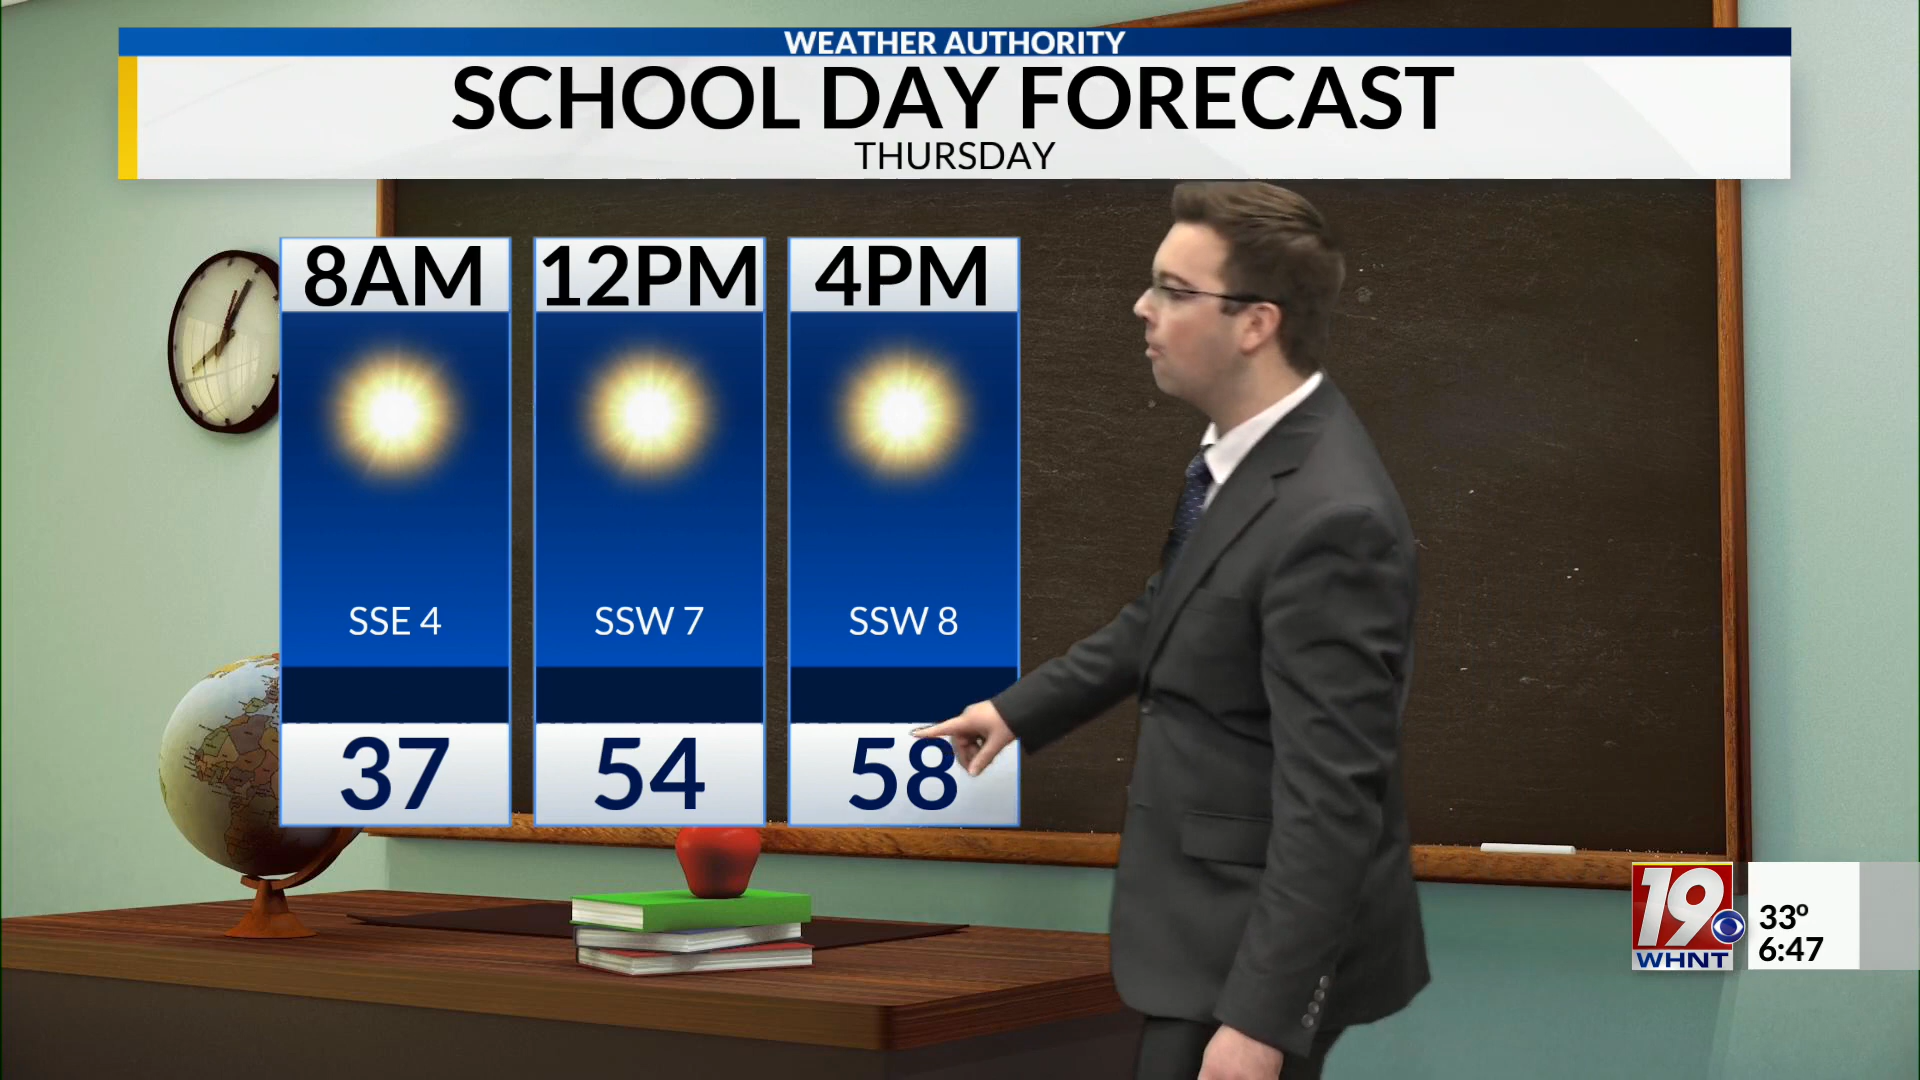 WEATHER AUTHORITY
SCHOOL DAY FORECAST
THURSDAY
8AM
12PM
4PM
SSE 4
SSW 7
SSW 8
37
54
58
19
WHNT
33º
6:47